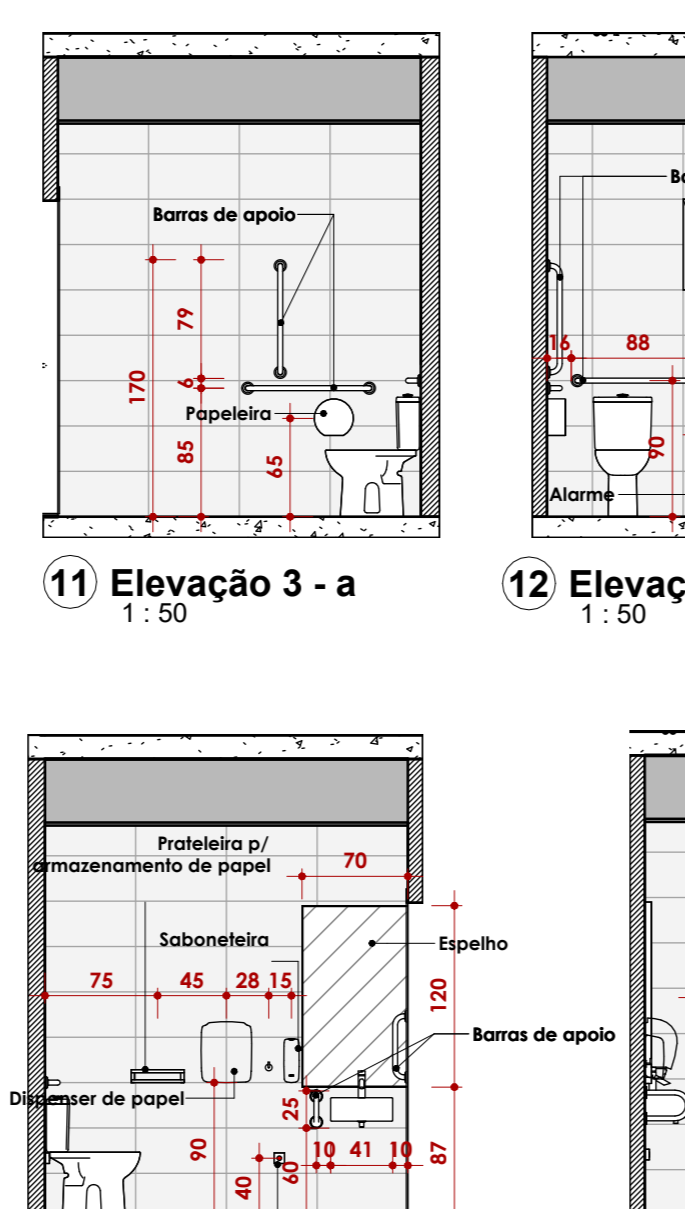 Barras de apoio
79
170
6
85
65
Papeleira
11 Elevação 3 - a
1 : 50
16
88
90
Alarme
12
1 : 50
Prateleira p/
armazenamento de papel
70
Saboneteira
Espelho
75
45
28
15
120
Barras de apoio
Dispenser de papel
25
90
10
41
10
87
60
40